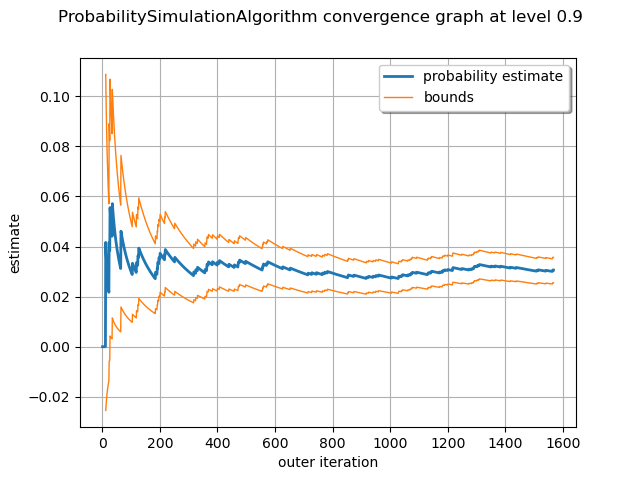 ProbabilitySimulationAlgorithm convergence graph at level 0.9
probability estimate
bounds
estimate
0.10
0.08
0.06
0.04
0.02
0.00
−0.02
0 200 400 600 800 1000 1200 1400 1600
outer iteration